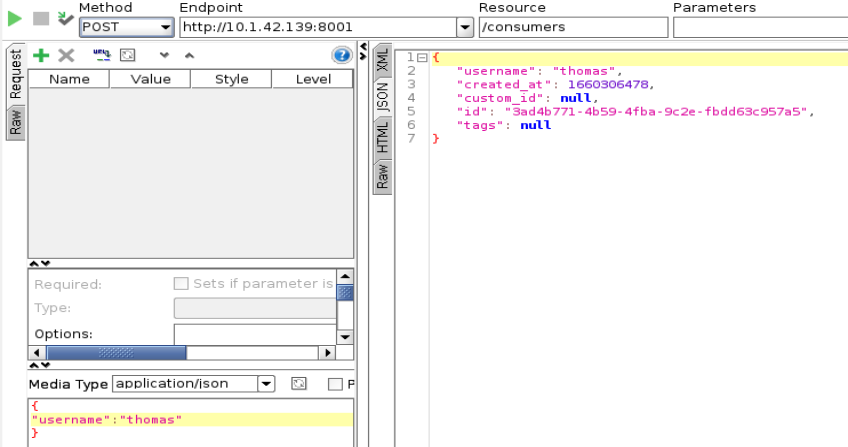 Method
Endpoint
Resource
Parameters
POST
http://10.1.42.139:8001
/consumers
Request
Raw
Name
Value
Style
Level
Required:
Sets if parameter is
Type:
Options:
Media Type
application/json
P
{
"username":"thomas"
}
XML
JSON
HTML
Raw
1 {
2 "username": "thomas",
3 "created_at": 1660306478,
4 "custom_id": null,
5 "id": "3ad4b771-4b59-4fba-9c2e-fbdd63c957a5",
6 "tags": null
7 }